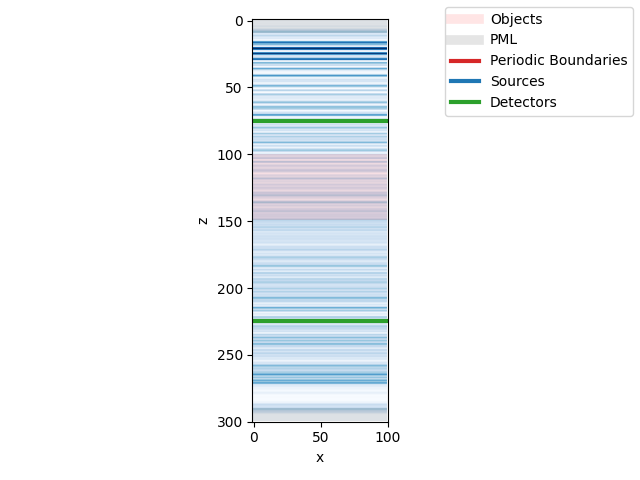 Objects
PML
Periodic Boundaries
Sources
Detectors
0
50
100
150
200
250
300
z
0
50
100
x